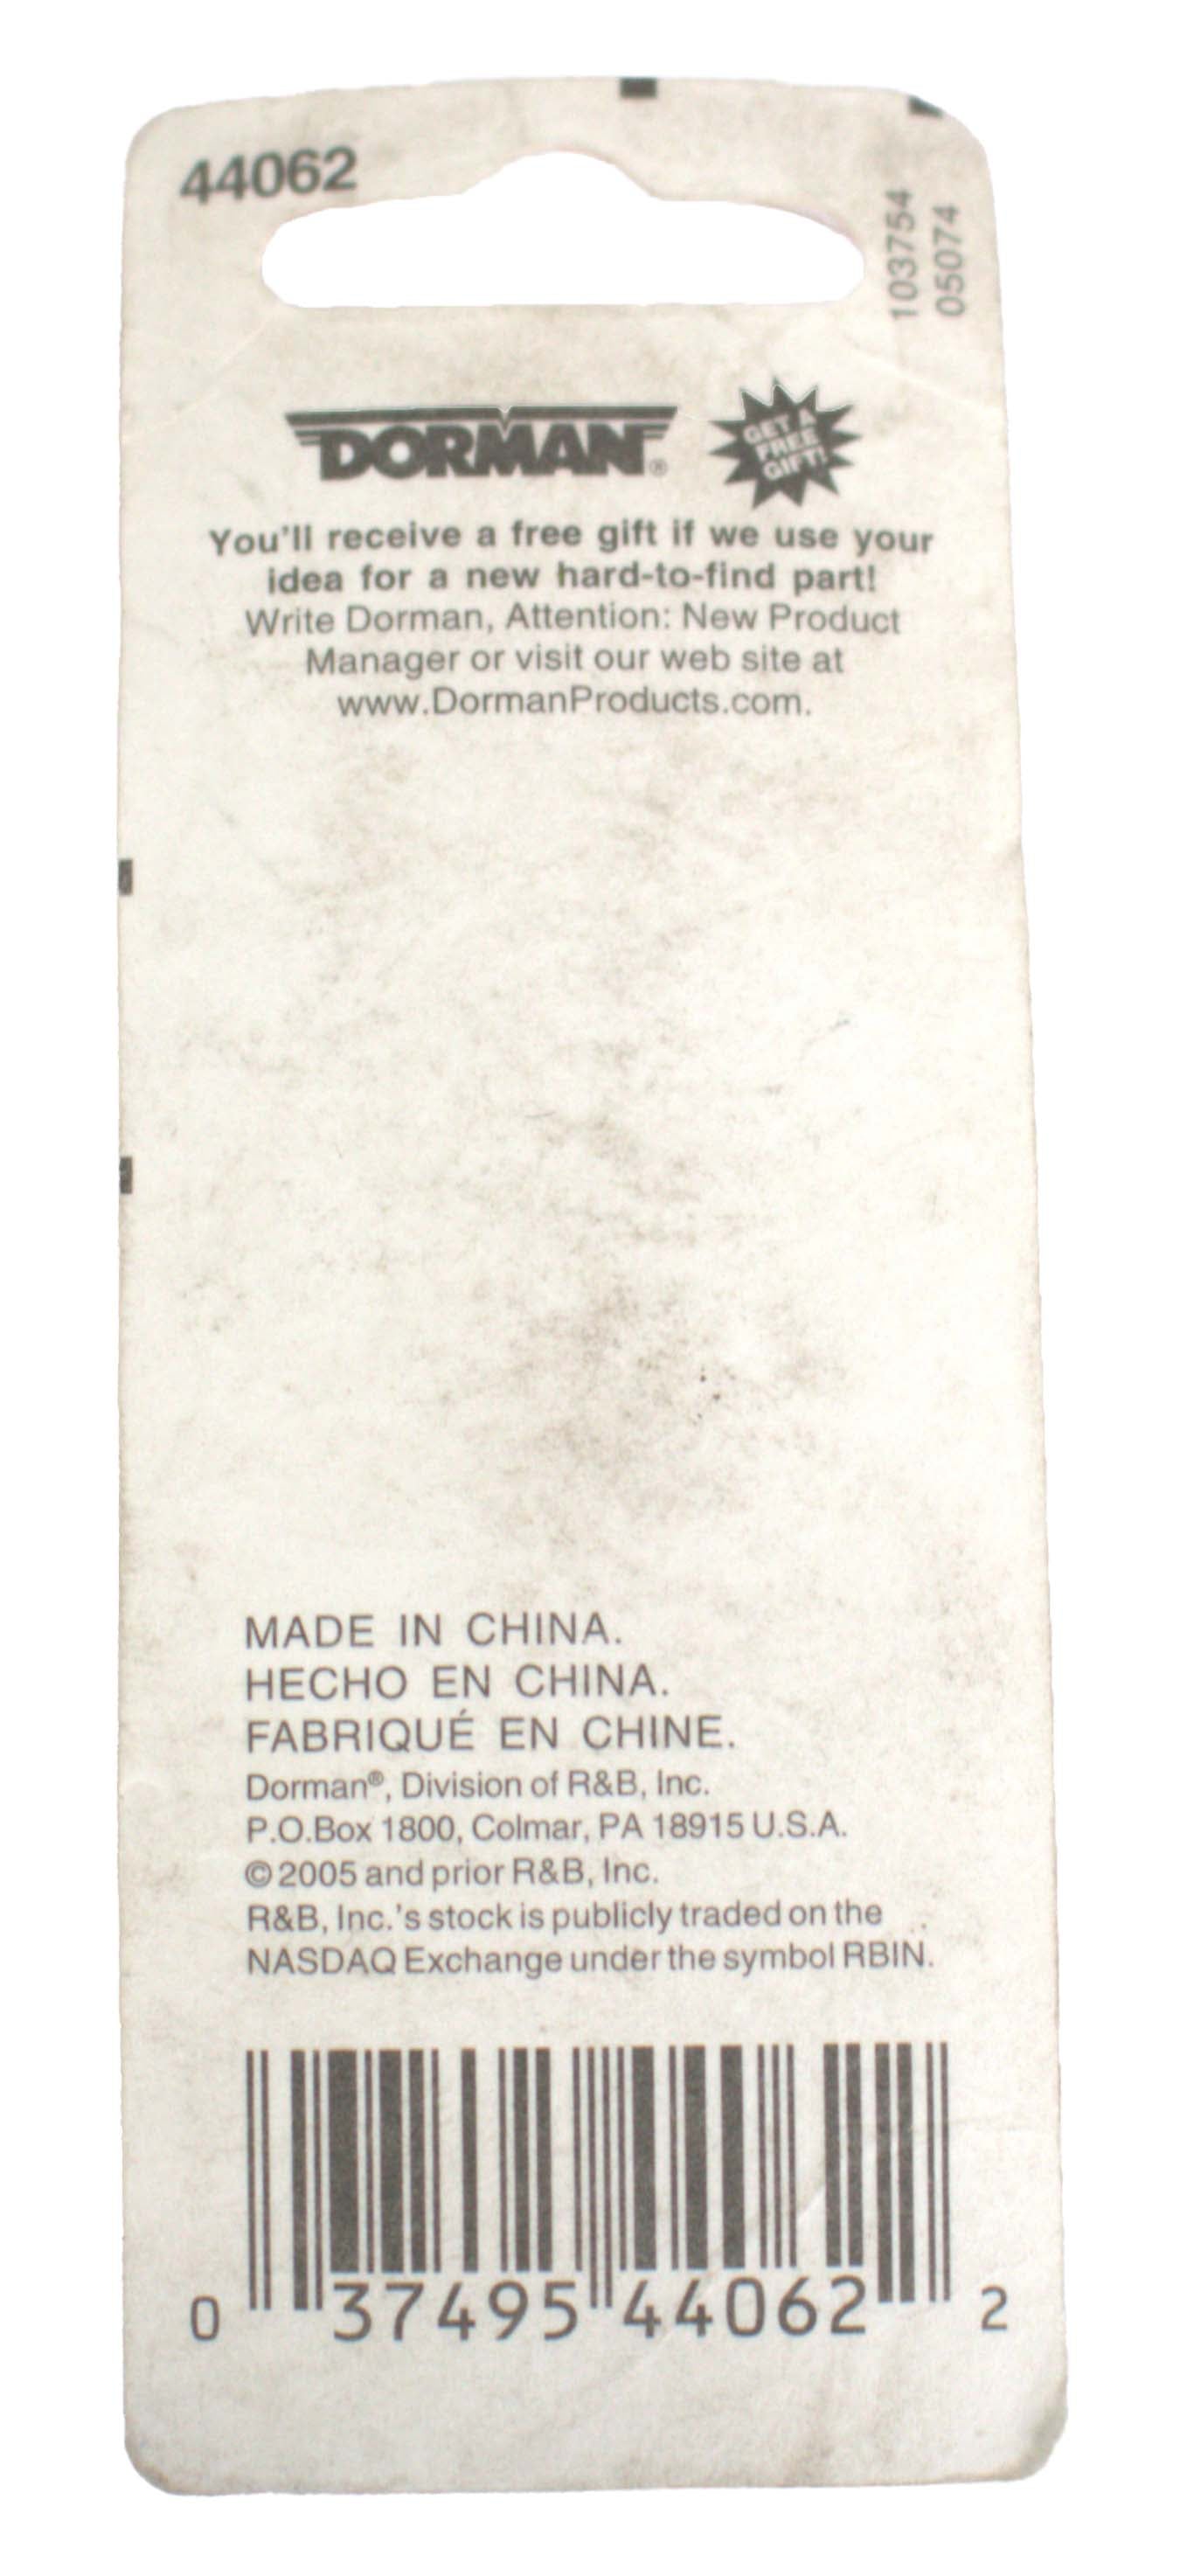 44062
103754
05074
DORMAN®
GET A
FREE
GIFT!
You'll receive a free gift if we use your
idea for a new hard-to-find part!
Write Dorman, Attention: New Product
Manager or visit our web site at
www.DormanProducts.com.
MADE IN CHINA.
HECHO EN CHINA.
FABRIQUÉ EN CHINE.
Dorman®, Division of R&B, Inc.
P.O.Box 1800, Colmar, PA 18915 U.S.A.
© 2005 and prior R&B, Inc.
R&B, Inc.'s stock is publicly traded on the
NASDAQ Exchange under the symbol RBIN.
0 37495 44062 2